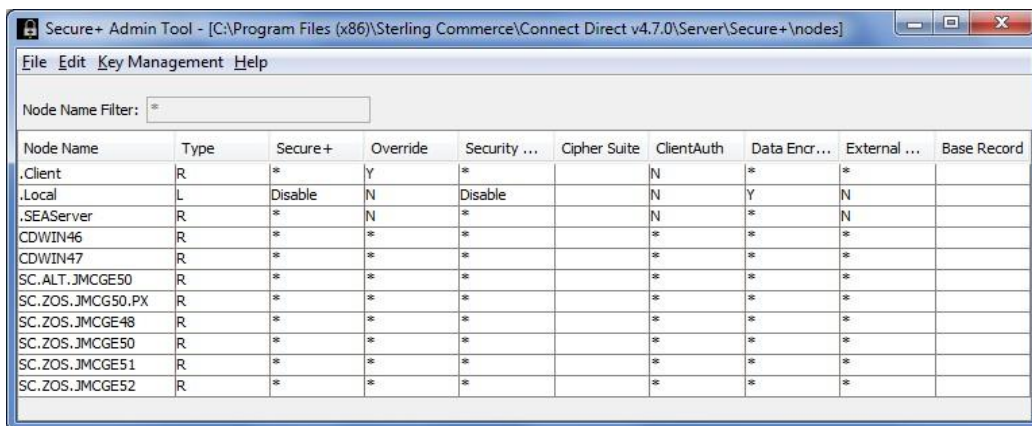 Secure+ Admin Tool - [C:\Program Files (x86)\Sterling Commerce\Connect Direct v4.7.0\Server\Secure+\nodes]
File Edit Key Management Help
Node Name Filter: *
Node Name Type Secure+ Override Security ... Cipher Suite ClientAuth Data Encr... External ... Base Record
.Client R * Y * N * *
.Local L Disable N Disable N Y N
.SEAServer R * N * N * N
CDWIN46 R * * * * * *
CDWIN47 R * * * * * *
SC.ALT.JMCGE50 R * * * * * *
SC.ZOS.JMCG50.PX R * * * * * *
SC.ZOS.JMCGE48 R * * * * * *
SC.ZOS.JMCGE50 R * * * * * *
SC.ZOS.JMCGE51 R * * * * * *
SC.ZOS.JMCGE52 R * * * * * *